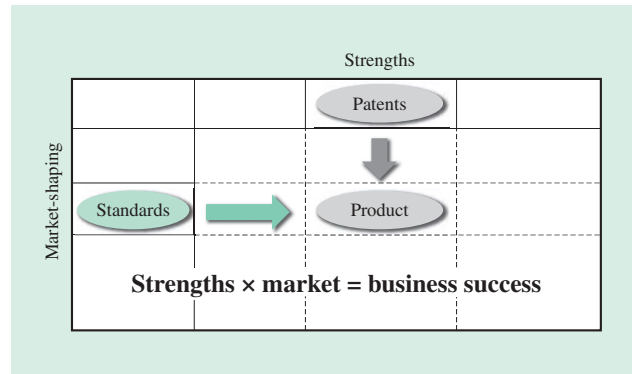 Strengths
Patents
Market-shaping
Standards
Product
Strengths × market = business success